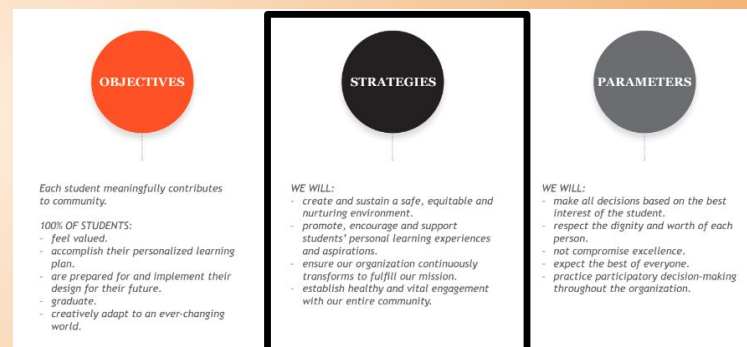 OBJECTIVES
Each student meaningfully contributes
to community.
100% OF STUDENTS:
- feel valued.
- accomplish their personalized learning
plan.
- are prepared for and implement their
design for their future.
- graduate.
- creatively adapt to an ever-changing
world.
STRATEGIES
WE WILL:
- create and sustain a safe, equitable and
nurturing environment.
- promote, encourage and support
students' personal learning experiences
and aspirations.
- ensure our organization continuously
transforms to fulfill our mission.
- establish healthy and vital engagement
with our entire community.
PARAMETERS
WE WILL:
- make all decisions based on the best
interest of the student.
- respect the dignity and worth of each
person.
- not compromise excellence.
- expect the best of everyone.
- practice participatory decision-making
throughout the organization.